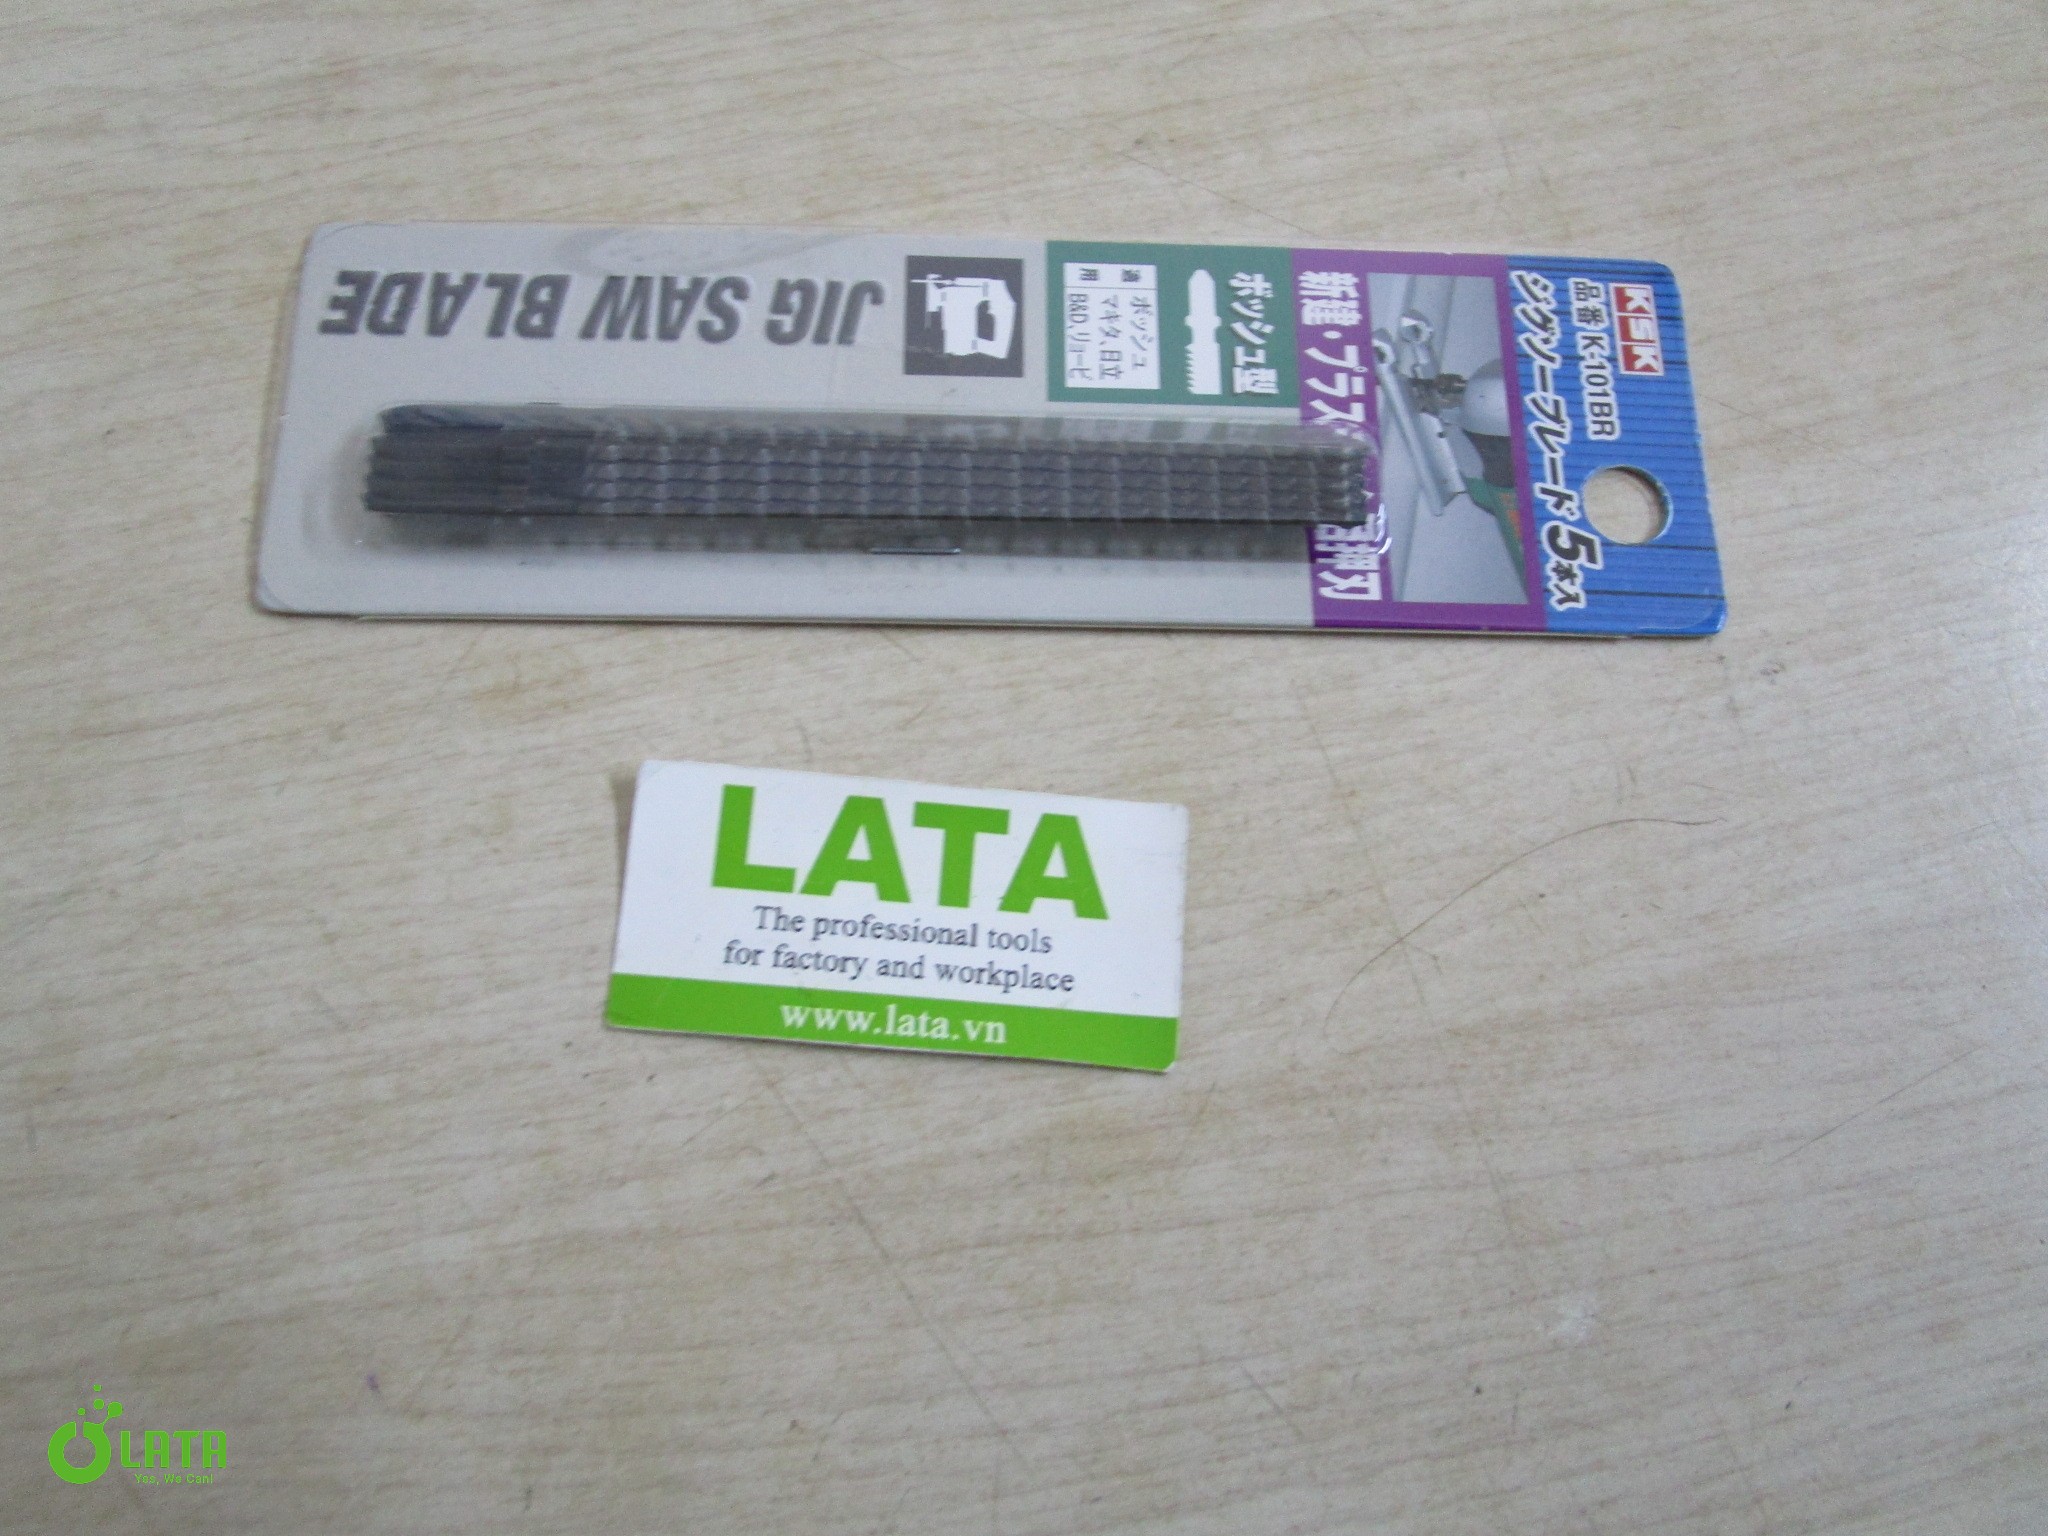 KSK
品番 K-101BR
ジグソーブレード 5本入
新建・プラス
ボッシュ型
適用
ボッシュ
マキタ、日立
B&D、リョービ
JIG SAW BLADE
LATA
The professional tools
for factory and workplace
www.lata.vn
LATA
Yes, We Can!